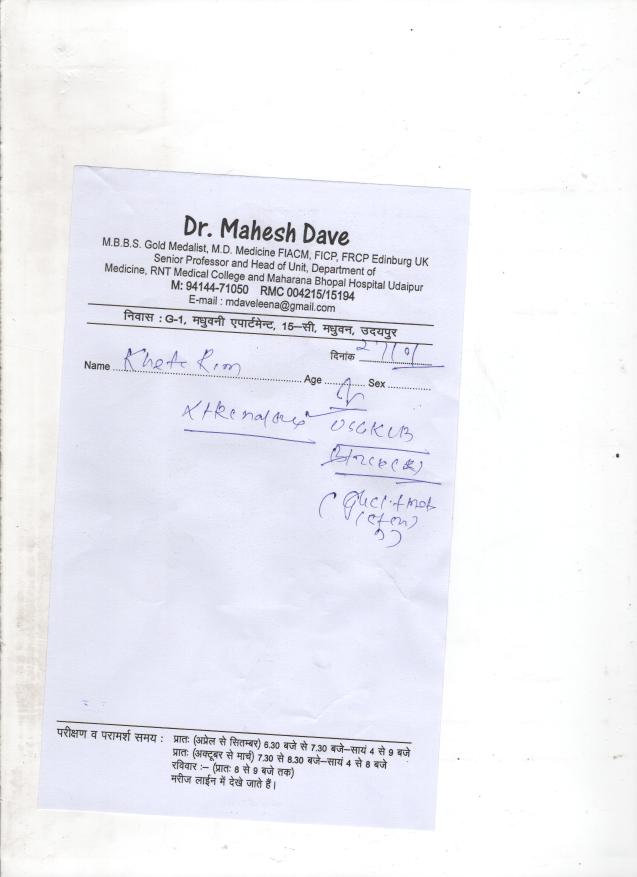 Dr. Mahesh Dave
M.B.B.S. Gold Medalist, M.D. Medicine FIACM, FICP, FRCP Edinburg UK
Senior Professor and Head of Unit, Department of
Medicine, RNT Medical College and Maharana Bhopal Hospital Udaipur
M: 94144-71050 RMC 004215/15194
E-mail : mdaveleena@gmail.com
निवास : G-1, मधुवनी एपार्टमेन्ट, 15–सी, मधुवन, उदयपुर
दिनांक
Name Age Sex
USG KUB
परीक्षण व परामर्श समय : प्रातः (अप्रेल से सितम्बर) 6.30 बजे से 7.30 बजे–सायं 4 से 9 बजे
प्रातः (अक्टूबर से मार्च) 7.30 से 8.30 बजे–सायं 4 से 8 बजे
रविवार :– (प्रातः 8 से 9 बजे तक)
मरीज लाईन में देखे जाते हैं।